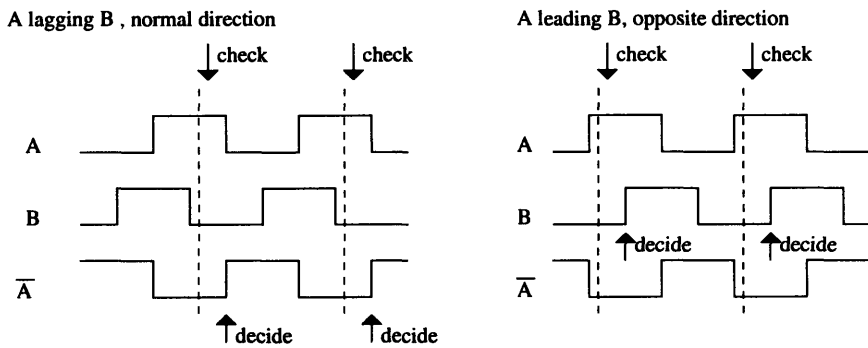 A lagging B , normal direction
check
check
A
B
A̅
decide
decide
A leading B, opposite direction
check
check
A
B
decide
decide
A̅